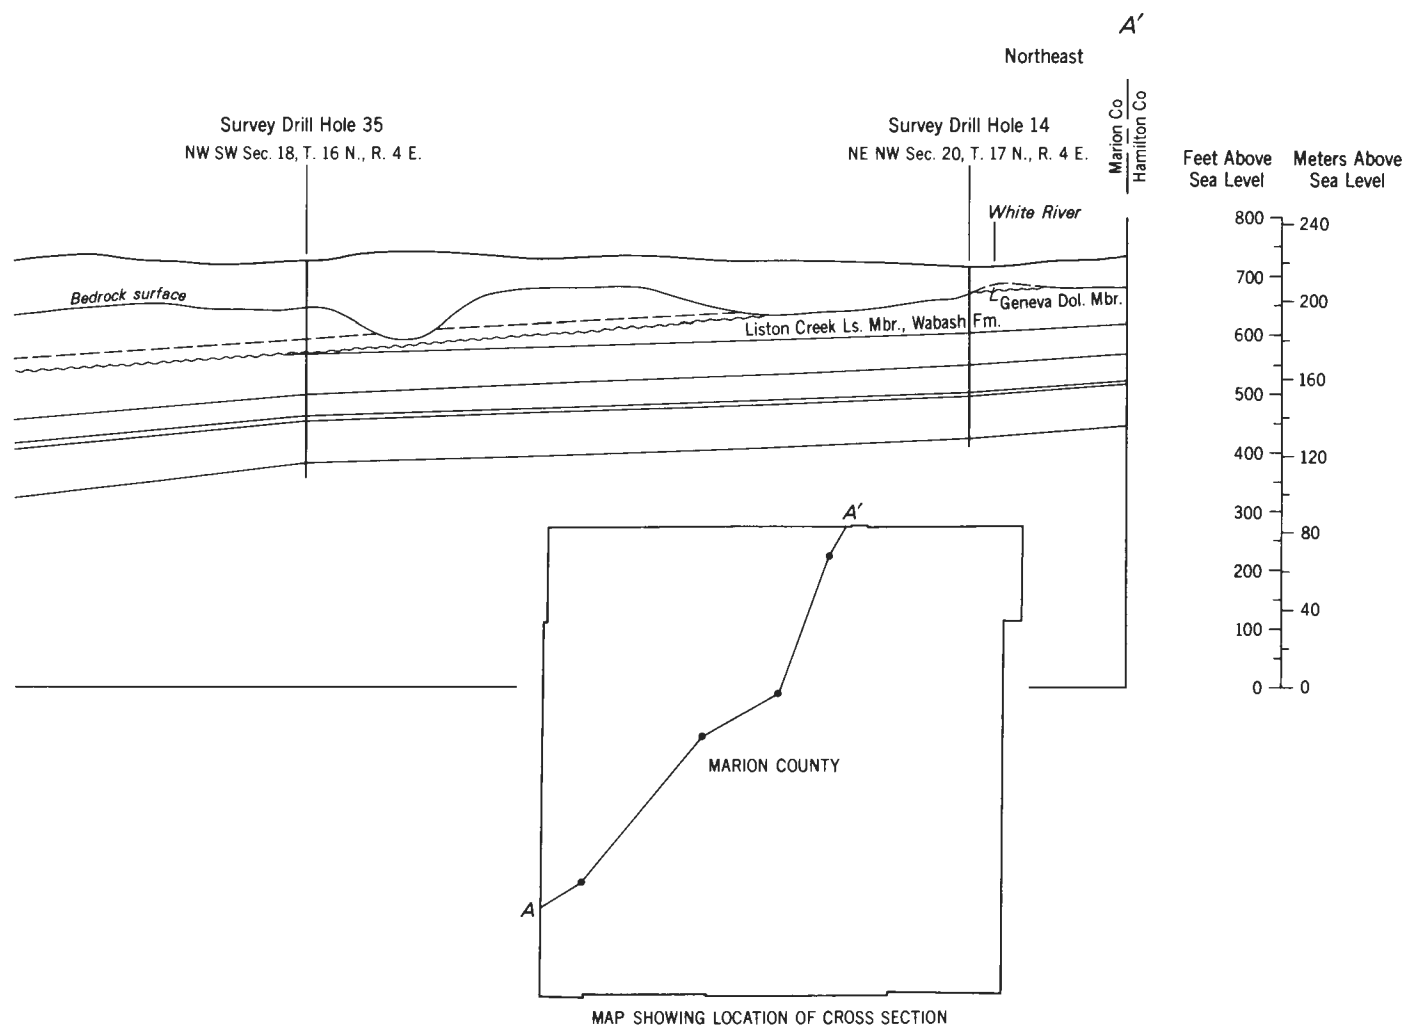 A′
Northeast
Marion Co
Hamilton Co
Survey Drill Hole 35
NW SW Sec. 18, T. 16 N., R. 4 E.
Survey Drill Hole 14
NE NW Sec. 20, T. 17 N., R. 4 E.
Feet Above
Sea Level
Meters Above
Sea Level
White River
Bedrock surface
Geneva Dol. Mbr.
Liston Creek Ls. Mbr., Wabash Fm.
800
700
600
500
400
300
200
100
0
240
200
160
120
80
40
0
A′
MARION COUNTY
A
MAP SHOWING LOCATION OF CROSS SECTION